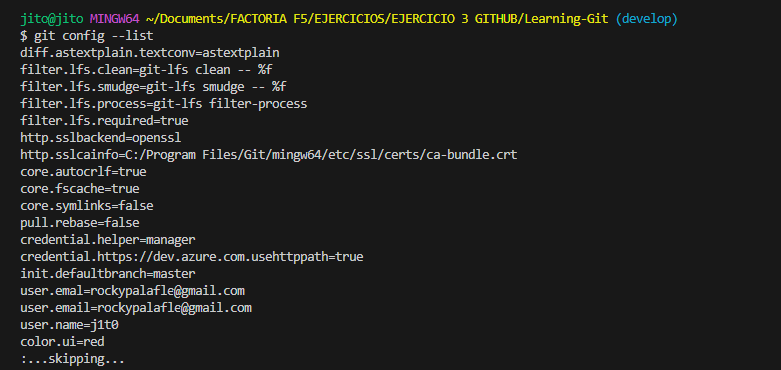 jito@jito MINGW64 ~/Documents/FACTORIA F5/EJERCICIOS/EJERCICIO 3 GITHUB/Learning-Git (develop)
$ git config --list
diff.astextplain.textconv=astextplain
filter.lfs.clean=git-lfs clean -- %f
filter.lfs.smudge=git-lfs smudge -- %f
filter.lfs.process=git-lfs filter-process
filter.lfs.required=true
http.sslbackend=openssl
http.sslcainfo=C:/Program Files/Git/mingw64/etc/ssl/certs/ca-bundle.crt
core.autocrlf=true
core.fscache=true
core.symlinks=false
pull.rebase=false
credential.helper=manager
credential.https://dev.azure.com.usehttppath=true
init.defaultbranch=master
user.emal=rockypalafle@gmail.com
user.email=rockypalafle@gmail.com
user.name=j1t0
color.ui=red
:...skipping...